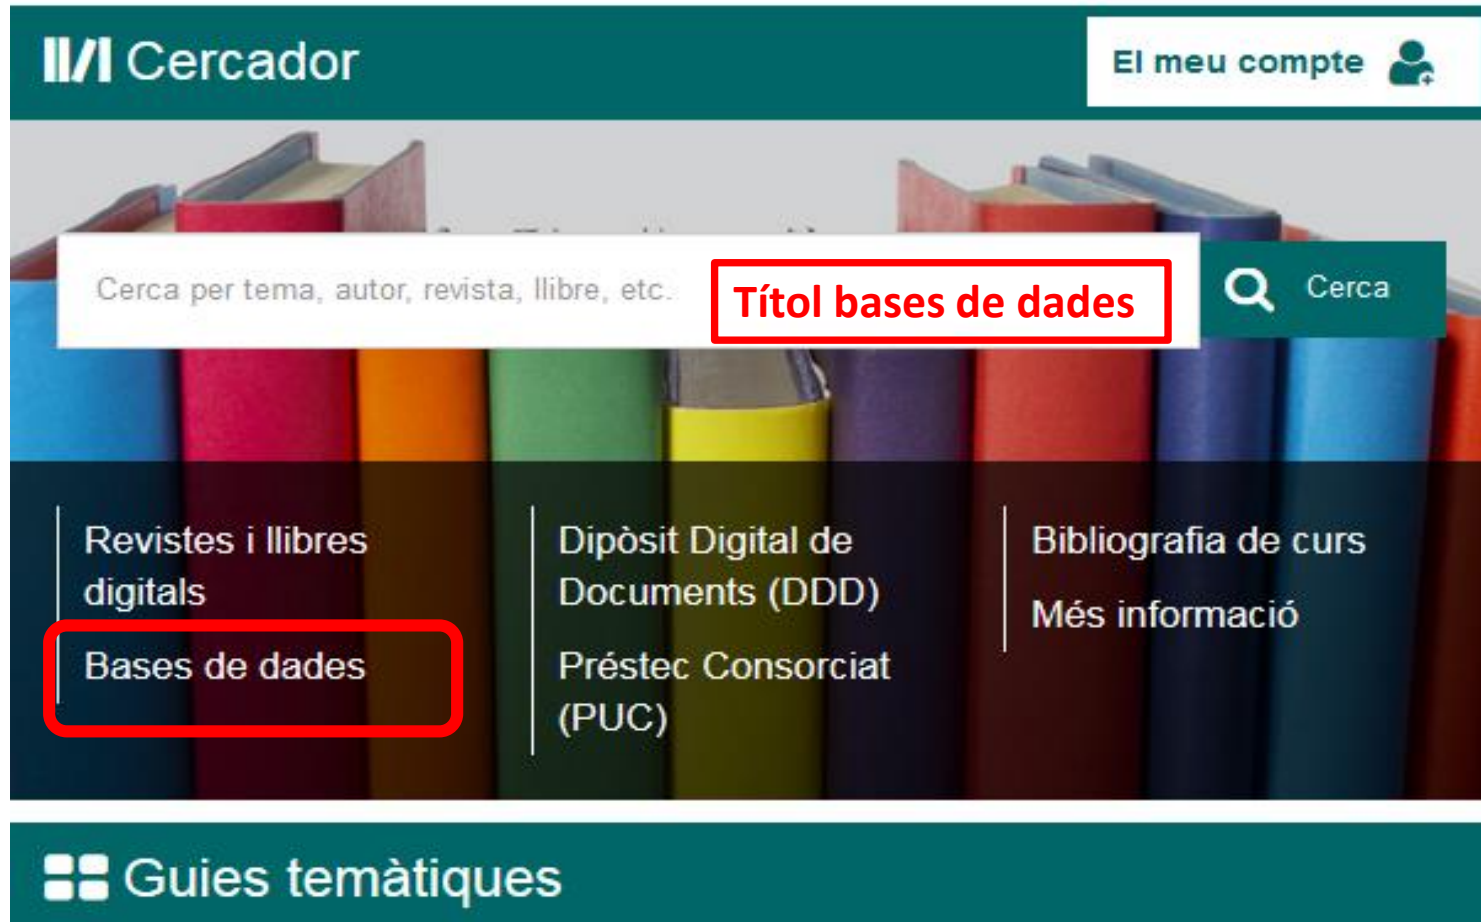 Cercador
El meu compte
Cerca per tema, autor, revista, llibre, etc.
Títol bases de dades
Cerca
Revistes i llibres
digitals
Bases de dades
Dipòsit Digital de
Documents (DDD)
Préstec Consorciat
(PUC)
Bibliografia de curs
Més informació
Guies temàtiques